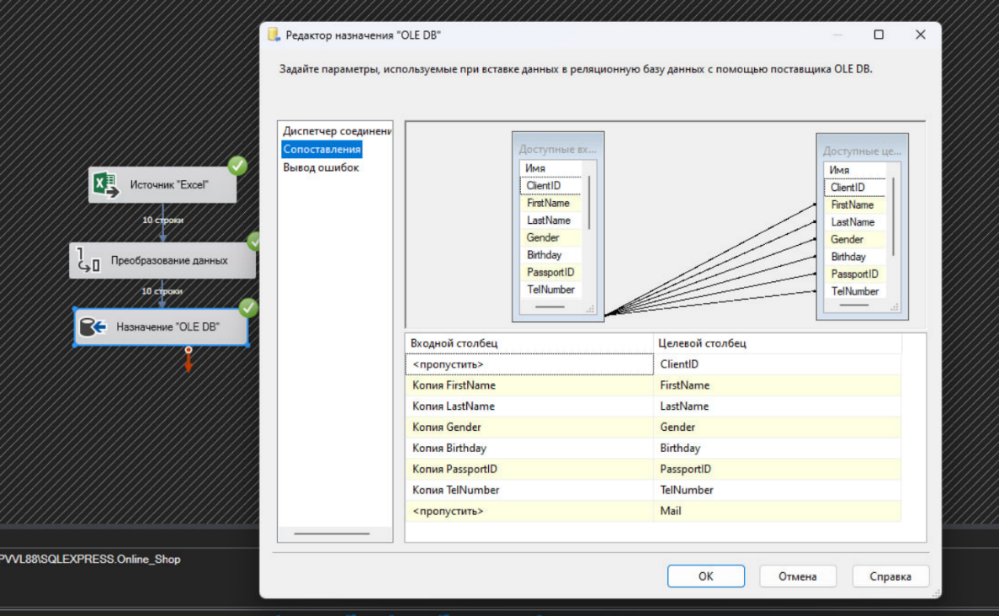 Редактор назначения "OLE DB"
Задайте параметры, используемые при вставке данных в реляционную базу данных с помощью поставщика OLE DB.
Диспетчер соединени
Сопоставления
Вывод ошибок
Источник "Excel"
10 строки
Преобразование данных
10 строки
Назначение "OLE DB"
Доступные вх...
Имя
ClientID
FirstName
LastName
Gender
Birthday
PassportID
TelNumber
Доступные це...
Имя
ClientID
FirstName
LastName
Gender
Birthday
PassportID
TelNumber
Входной столбец Целевой столбец
<пропустить> ClientID
Копия FirstName FirstName
Копия LastName LastName
Копия Gender Gender
Копия Birthday Birthday
Копия PassportID PassportID
Копия TelNumber TelNumber
<пропустить> Mail
PVVL88\SQLEXPRESS.Online_Shop
ОК Отмена Справка